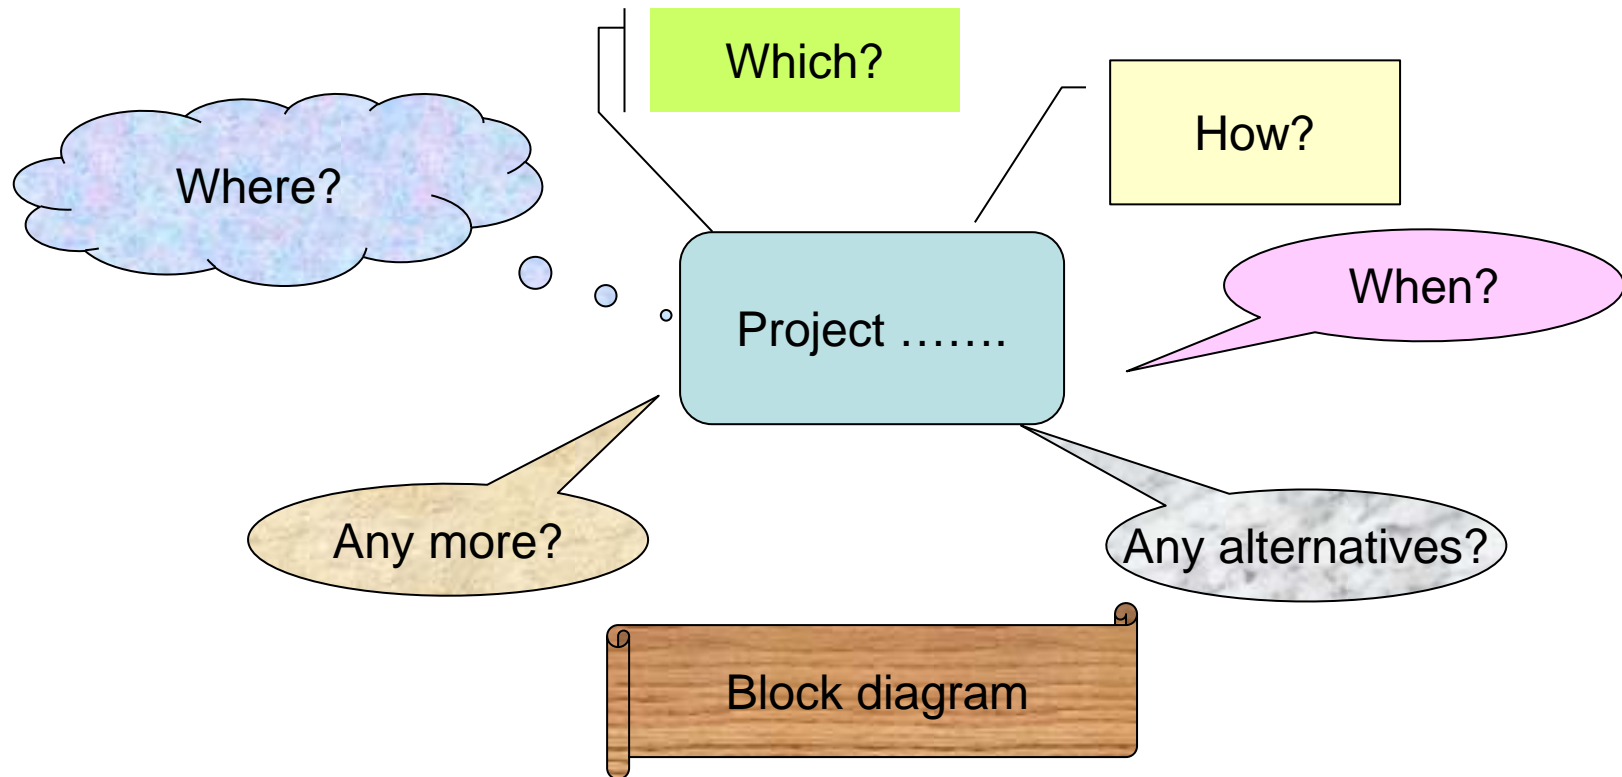 Which?
How?
Where?
When?
Project …….
Any more?
Any alternatives?
Block diagram